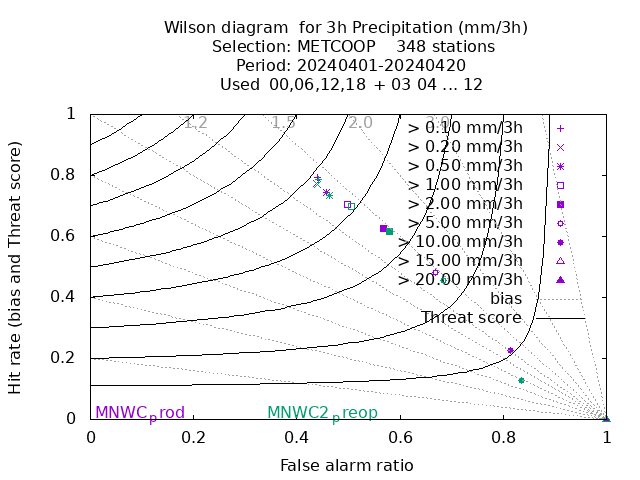 Wilson diagram  for 3h Precipitation (mm/3h)
Selection: METCOOP    348 stations
Period: 20240401-20240420
Used  00,06,12,18  + 03 04 ... 12
Hit rate (bias and Threat score)
1
0.8
0.6
0.4
0.2
0
1.2
1.5
2.0
3.0
> 0.10 mm/3h
> 0.20 mm/3h
> 0.50 mm/3h
> 1.00 mm/3h
> 2.00 mm/3h
> 5.00 mm/3h
> 10.00 mm/3h
> 15.00 mm/3h
> 20.00 mm/3h
bias
Threat score
MNWCprod MNWC2preop
0 0.2 0.4 0.6 0.8 1
False alarm ratio